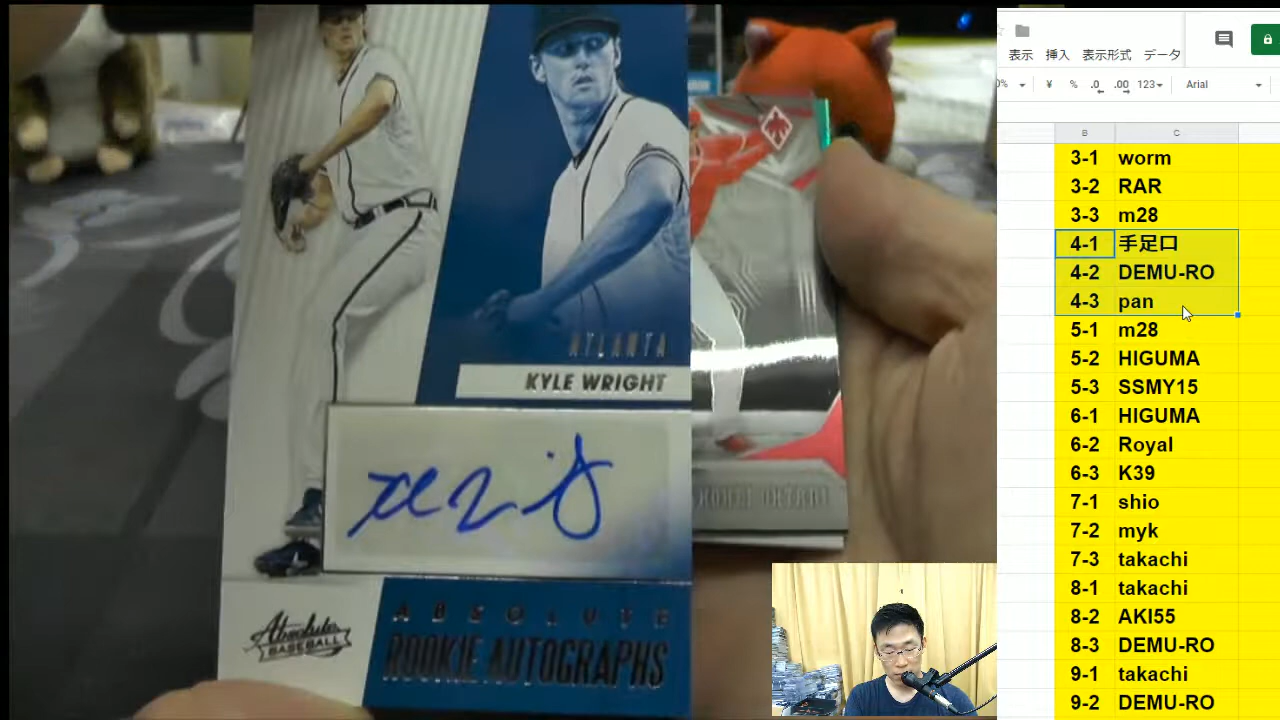 ATLANTA
KYLE WRIGHT
Absolute
BASEBALL
ABSOLUTE
ROOKIE AUTOGRAPHS
表示 挿入 表示形式 データ
0% ¥ % .0 .00 123 Arial
B C
3-1 worm
3-2 RAR
3-3 m28
4-1 手足口
4-2 DEMU-RO
4-3 pan
5-1 m28
5-2 HIGUMA
5-3 SSMY15
6-1 HIGUMA
6-2 Royal
6-3 K39
7-1 shio
7-2 myk
7-3 takachi
8-1 takachi
8-2 AKI55
8-3 DEMU-RO
9-1 takachi
9-2 DEMU-RO